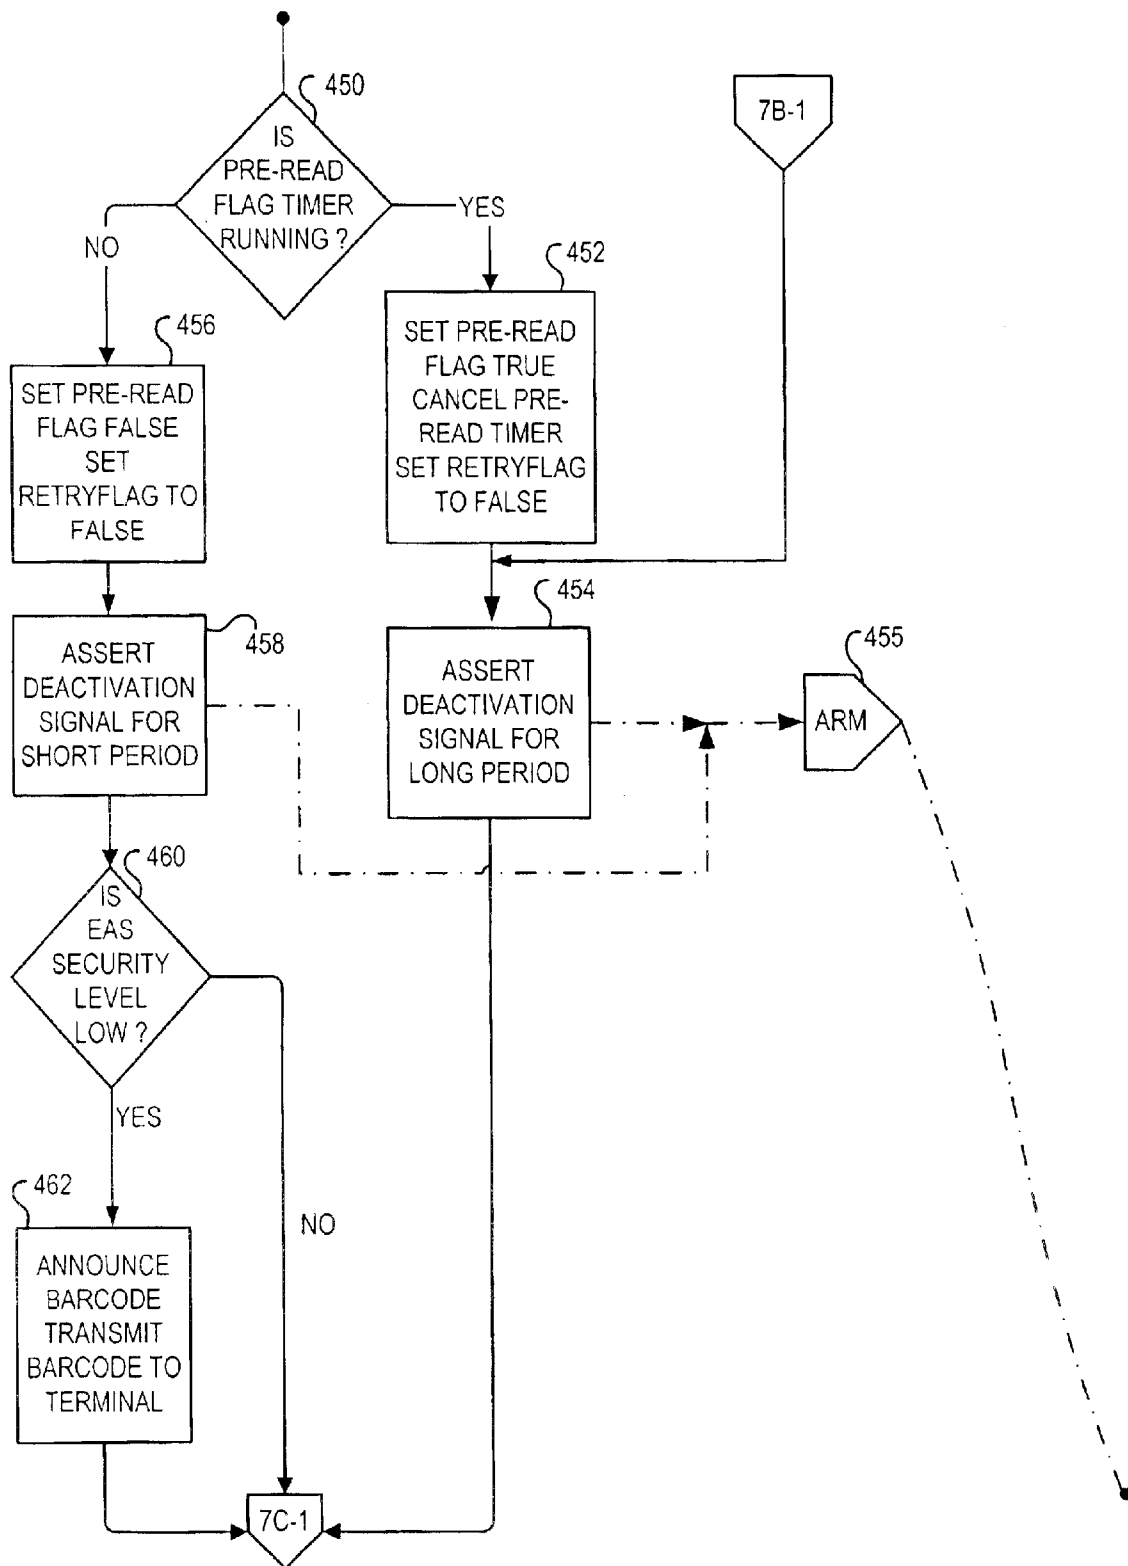 450
IS
PRE-READ
FLAG TIMER
RUNNING ?
YES
NO
7B-1
452
SET PRE-READ
FLAG TRUE
CANCEL PRE-
READ TIMER
SET RETRYFLAG
TO FALSE
456
SET PRE-READ
FLAG FALSE
SET
RETRYFLAG TO
FALSE
458
ASSERT
DEACTIVATION
SIGNAL FOR
SHORT PERIOD
454
ASSERT
DEACTIVATION
SIGNAL FOR
LONG PERIOD
455
ARM
460
IS
EAS
SECURITY
LEVEL
LOW ?
YES
NO
462
ANNOUNCE
BARCODE
TRANSMIT
BARCODE TO
TERMINAL
7C-1